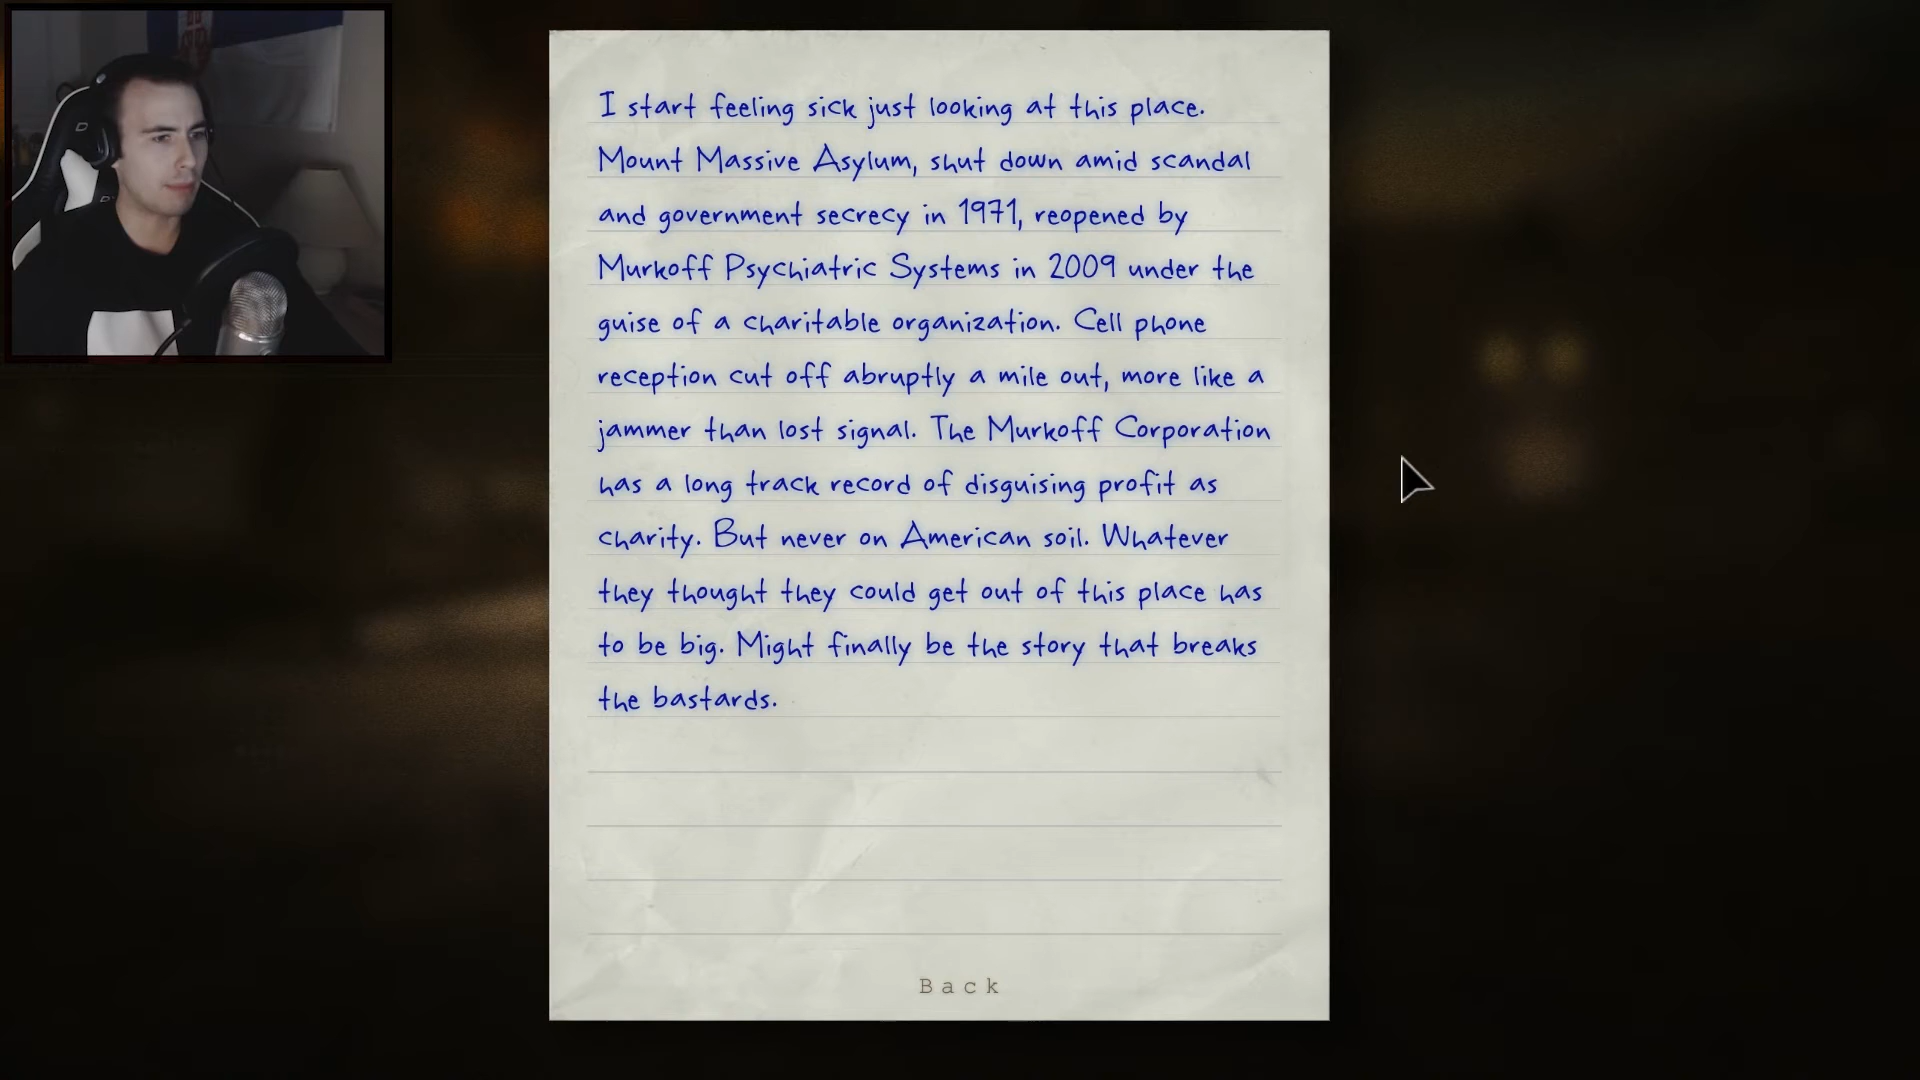 I start feeling sick just looking at this place.
Mount Massive Asylum, shut down amid scandal
and government secrecy in 1971, reopened by
Murkoff Psychiatric Systems in 2009 under the
guise of a charitable organization. Cell phone
reception cut off abruptly a mile out, more like a
jammer than lost signal. The Murkoff Corporation
has a long track record of disguising profit as
charity. But never on American soil. Whatever
they thought they could get out of this place has
to be big. Might finally be the story that breaks
the bastards.
Back